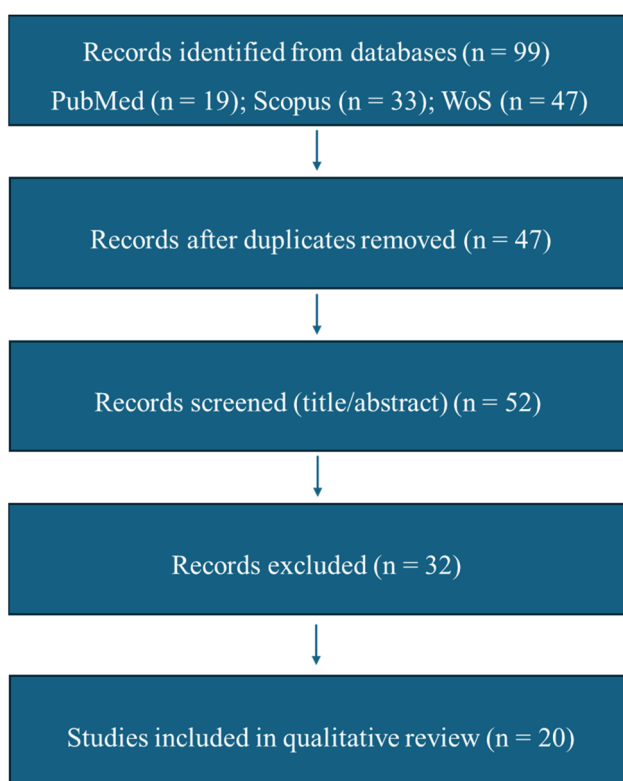 Records identified from databases (n = 99)
PubMed (n = 19); Scopus (n = 33); WoS (n = 47)
Records after duplicates removed (n = 47)
Records screened (title/abstract) (n = 52)
Records excluded (n = 32)
Studies included in qualitative review (n = 20)